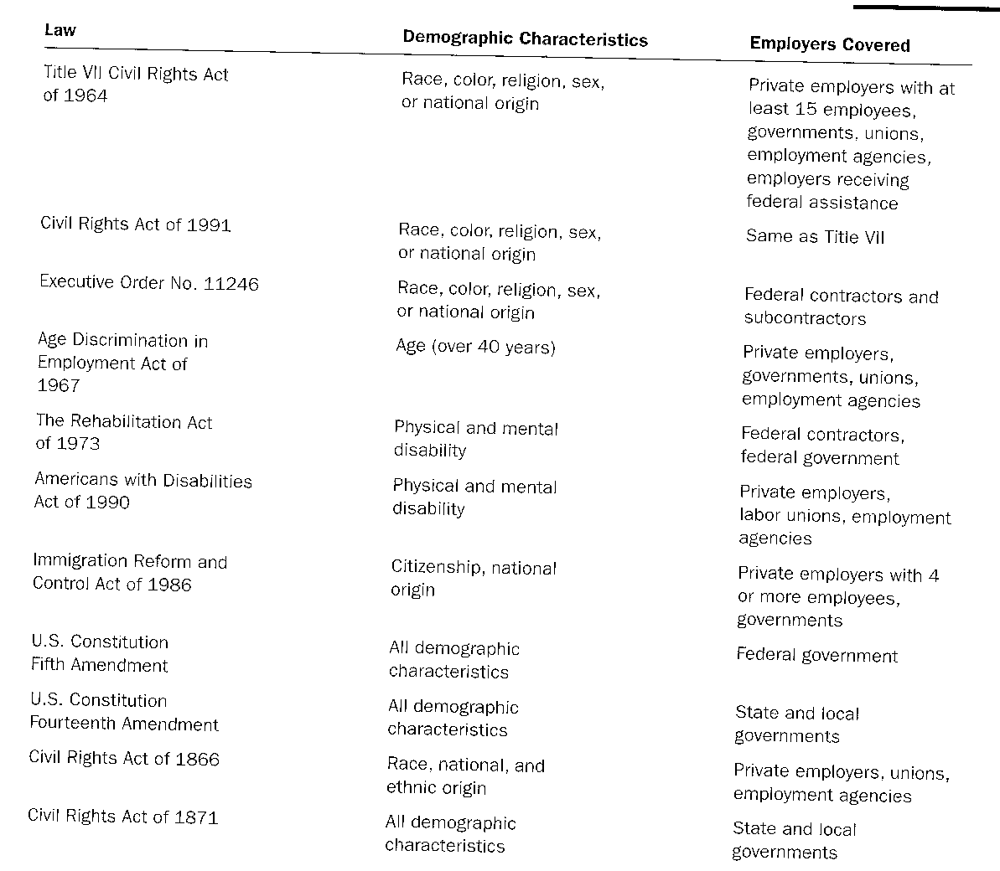 Law
Demographic Characteristics
Employers Covered
Title VII Civil Rights Act
of 1964
Race, color, religion, sex,
or national origin
Private employers with at
least 15 employees,
governments, unions,
employment agencies,
employers receiving
federal assistance
Civil Rights Act of 1991
Race, color, religion, sex,
or national origin
Same as Title VII
Executive Order No. 11246
Race, color, religion, sex,
or national origin
Federal contractors and
subcontractors
Age Discrimination in
Employment Act of
1967
Age (over 40 years)
Private employers,
governments, unions,
employment agencies
The Rehabilitation Act
of 1973
Physical and mental
disability
Federal contractors,
federal government
Americans with Disabilities
Act of 1990
Physical and mental
disability
Private employers,
labor unions, employment
agencies
Immigration Reform and
Control Act of 1986
Citizenship, national
origin
Private employers with 4
or more employees,
governments
U.S. Constitution
Fifth Amendment
All demographic
characteristics
Federal government
U.S. Constitution
Fourteenth Amendment
All demographic
characteristics
State and local
governments
Civil Rights Act of 1866
Race, national, and
ethnic origin
Private employers, unions,
employment agencies
Civil Rights Act of 1871
All demographic
characteristics
State and local
governments